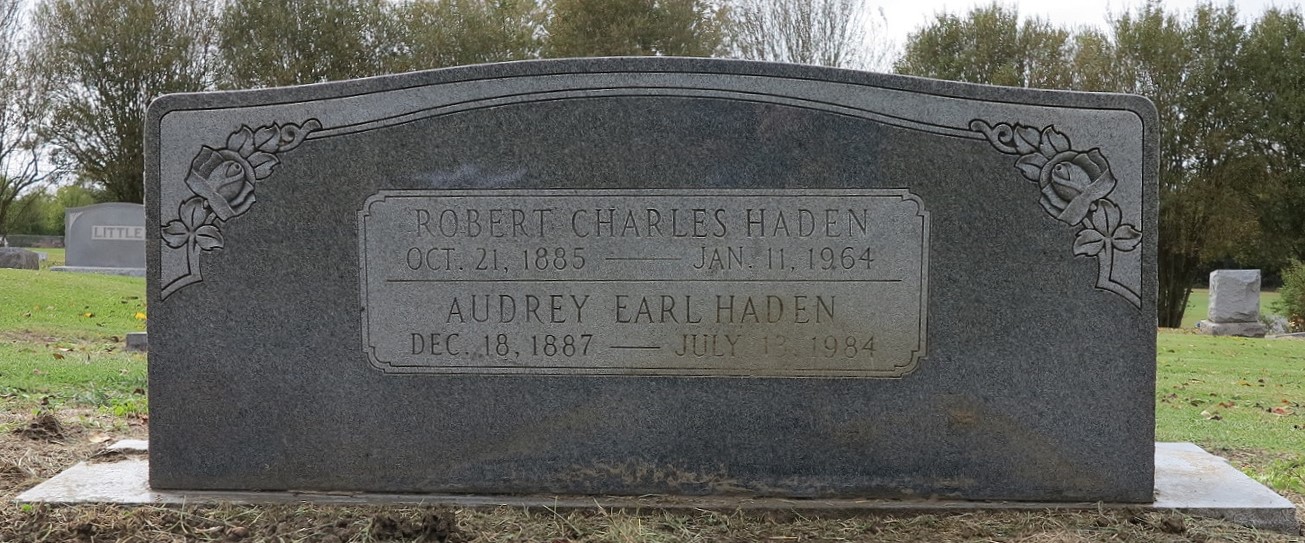 ROBERT CHARLES HADEN
OCT. 21, 1885 — JAN. 11, 1964
AUDREY EARL HADEN
DEC. 18, 1887 — JULY 13, 1984
LITTLE